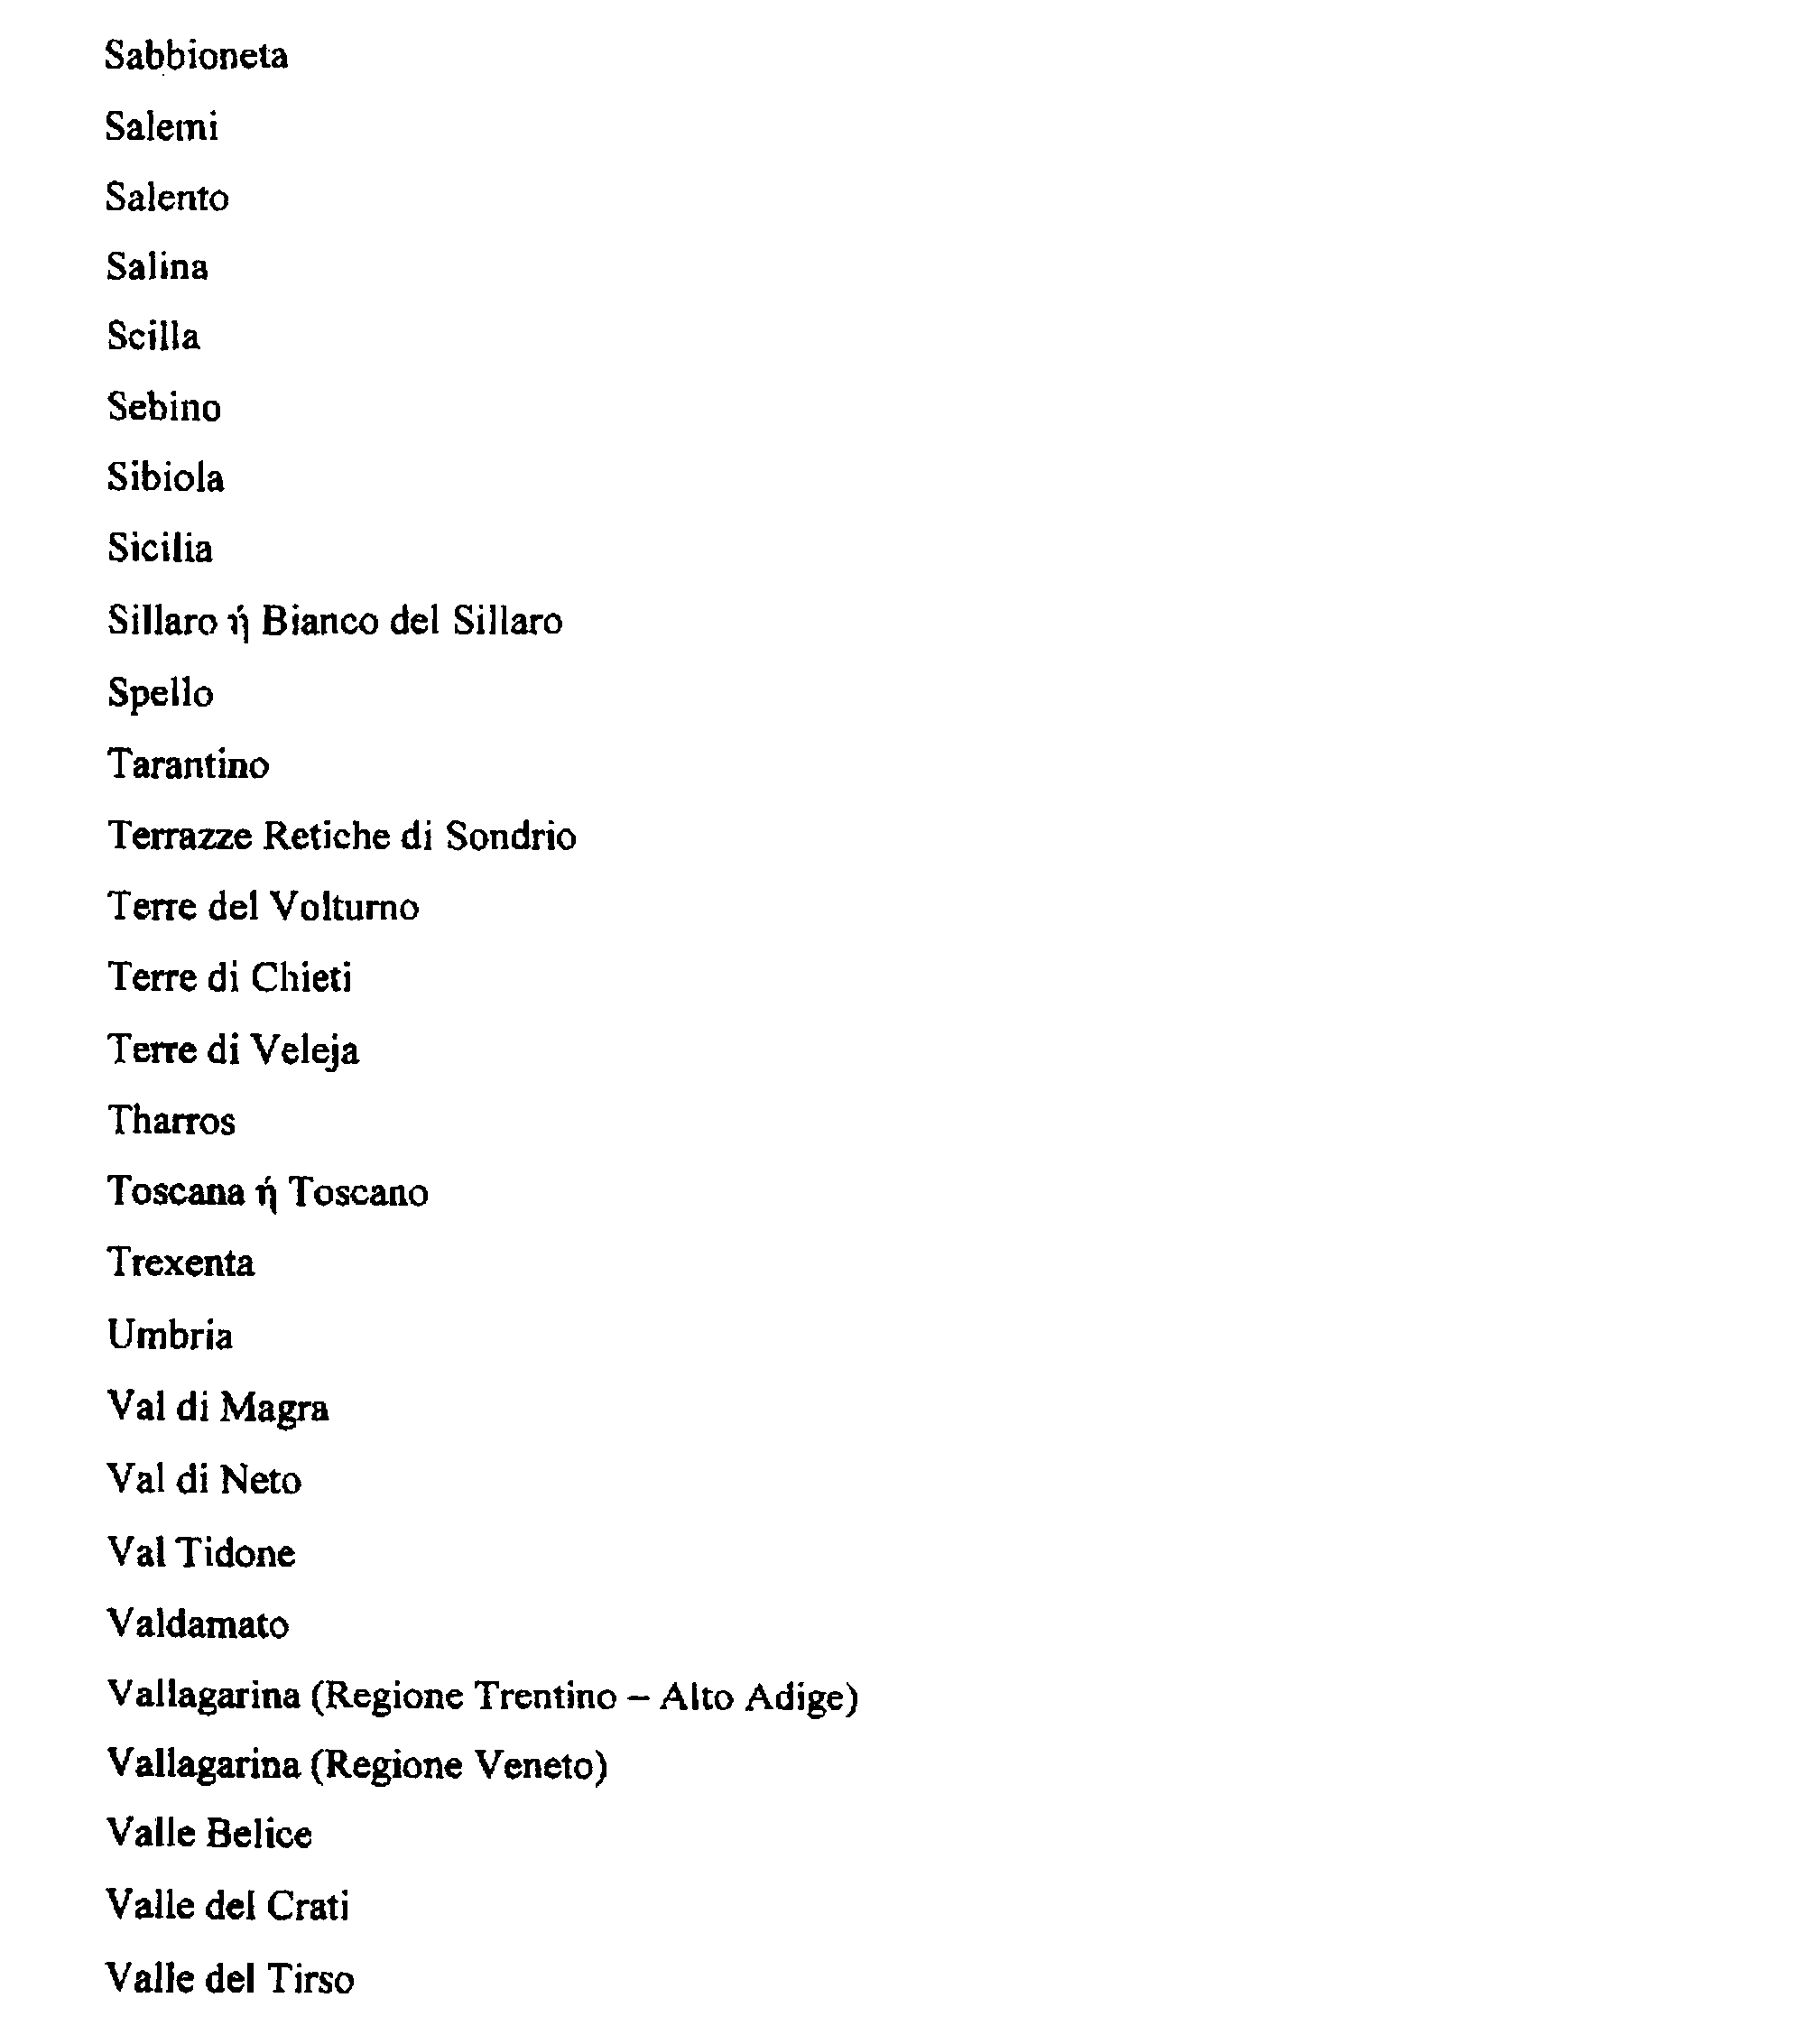 Sabbioneta
Salemi
Salento
Salina
Scilla
Sebino
Sibiola
Sicilia
Sillaro ή Bianco del Sillaro
Spello
Tarantino
Terrazze Retiche di Sondrio
Terre del Volturno
Terre di Chieti
Terre di Veleja
Tharros
Toscana ή Toscano
Trexenta
Umbria
Val di Magra
Val di Neto
Val Tidone
Valdamato
Vallagarina (Regione Trentino – Alto Adige)
Vallagarina (Regione Veneto)
Valle Belice
Valle del Crati
Valle del Tirso